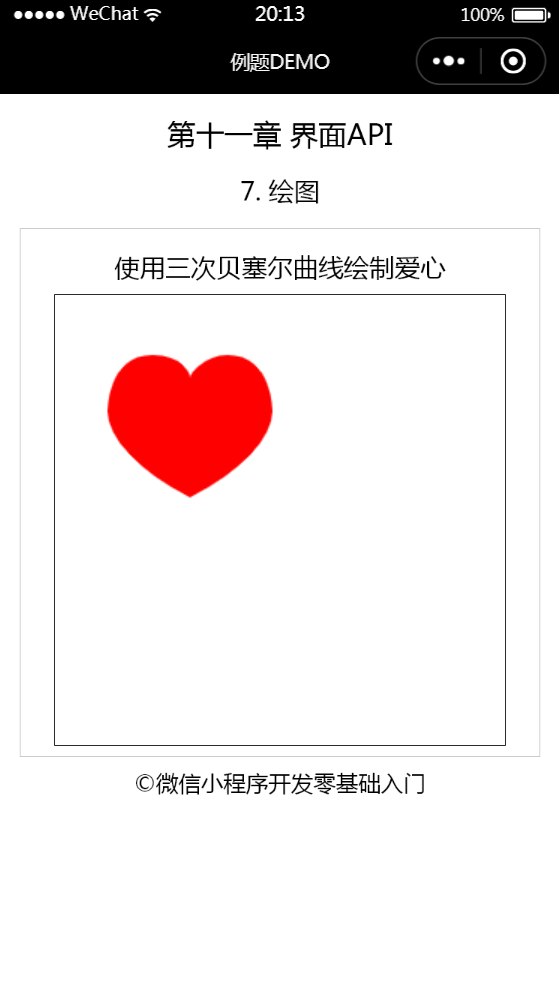 ●●●●● WeChat 20:13 100%
例题DEMO
第十一章 界面API
7. 绘图
使用三次贝塞尔曲线绘制爱心
©微信小程序开发零基础入门